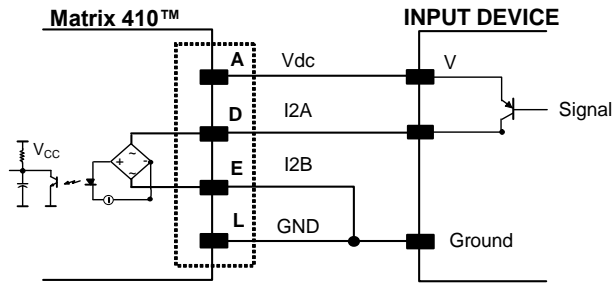 Matrix 410™
INPUT DEVICE
A
Vdc
V
D
I2A
Signal
VCC
+
~
-
~
E
I2B
I
L
GND
Ground